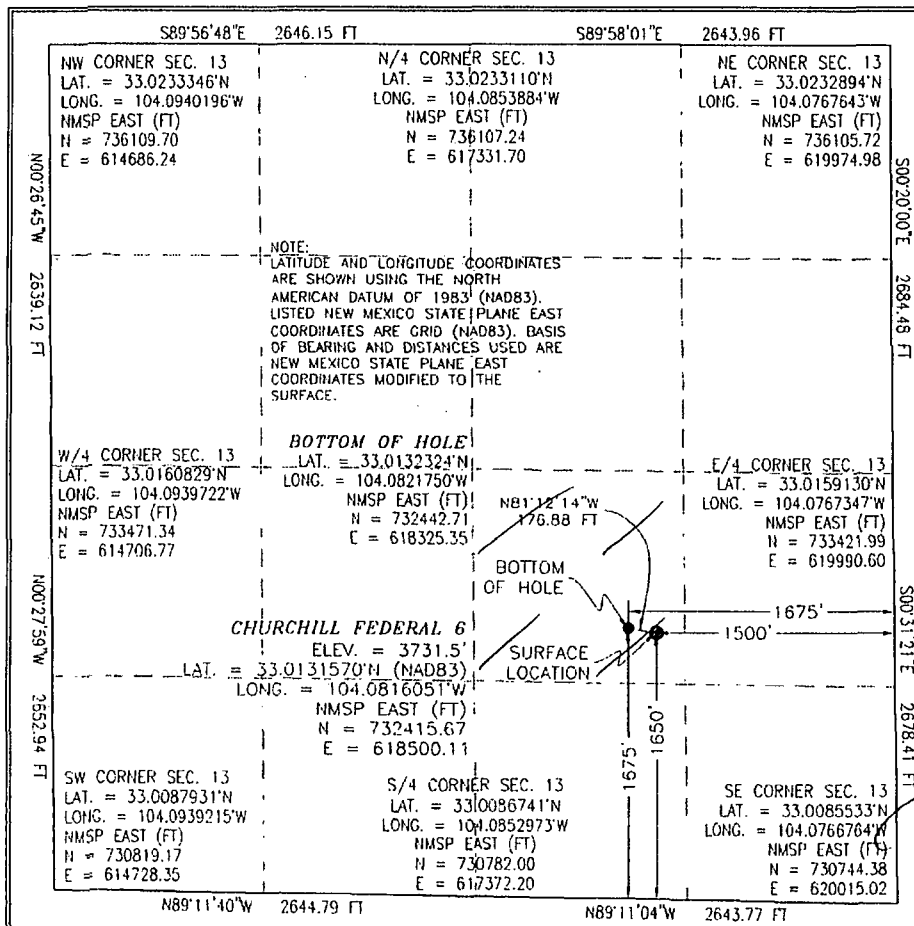 S89°56'48"E 2646.15 FT
S89°58'01"E 2643.96 FT
NW CORNER SEC. 13
LAT. = 33.0233346'N
LONG. = 104.0940196'W
NMSP EAST (FT)
N = 736109.70
E = 614686.24
N/4 CORNER SEC. 13
LAT. = 33.0233110'N
LONG. = 104.0853884'W
NMSP EAST (FT)
N = 736107.24
E = 617331.70
NE CORNER SEC. 13
LAT. = 33.0232894'N
LONG. = 104.0767643'W
NMSP EAST (FT)
N = 736105.72
E = 619974.98
N00°26'45"W 2639.12 FT
S00°20'00"E 2684.48 FT
NOTE:
LATITUDE AND LONGITUDE COORDINATES
ARE SHOWN USING THE NORTH
AMERICAN DATUM OF 1983 (NAD83).
LISTED NEW MEXICO STATE PLANE EAST
COORDINATES ARE GRID (NAD83). BASIS
OF BEARING AND DISTANCES USED ARE
NEW MEXICO STATE PLANE EAST
COORDINATES MODIFIED TO THE
SURFACE.
W/4 CORNER SEC. 13
LAT. = 33.0160829'N
LONG. = 104.0939722'W
NMSP EAST (FT)
N = 733471.34
E = 614706.77
BOTTOM OF HOLE
LAT. = 33.0132324'N
LONG. = 104.0821750'W
NMSP EAST (FT)
N = 732442.71
E = 618325.35
E/4 CORNER SEC. 13
LAT. = 33.0159130'N
LONG. = 104.0767347'W
NMSP EAST (FT)
N = 733421.99
E = 619990.60
N81°12'14"W
176.88 FT
BOTTOM
OF HOLE
1675'
1500'
SURFACE
LOCATION
1675'
1650'
N00°27'59"W 2652.94 FT
S00°31'21"E 2678.41 FT
CHURCHILL FEDERAL 6
ELEV. = 3731.5'
LAT. = 33.0131570'N (NAD83)
LONG. = 104.0816051'W
NMSP EAST (FT)
N = 732415.67
E = 618500.11
SW CORNER SEC. 13
LAT. = 33.0087931'N
LONG. = 104.0939215'W
NMSP EAST (FT)
N = 730819.17
E = 614728.35
S/4 CORNER SEC. 13
LAT. = 33.0086741'N
LONG. = 104.0852973'W
NMSP EAST (FT)
N = 730782.00
E = 617372.20
SE CORNER SEC. 13
LAT. = 33.0085533'N
LONG. = 104.0766764'W
NMSP EAST (FT)
N = 730744.38
E = 620015.02
N89°11'40"W 2644.79 FT
N89°11'04"W 2643.77 FT